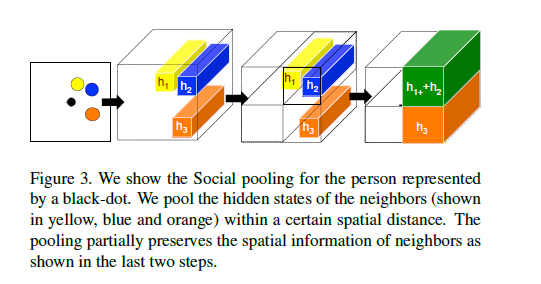 h1 h2 h3
h1 h2 h3
h1+h2 h3
Figure 3. We show the Social pooling for the person represented
by a black-dot. We pool the hidden states of the neighbors (shown
in yellow, blue and orange) within a certain spatial distance. The
pooling partially preserves the spatial information of neighbors as
shown in the last two steps.